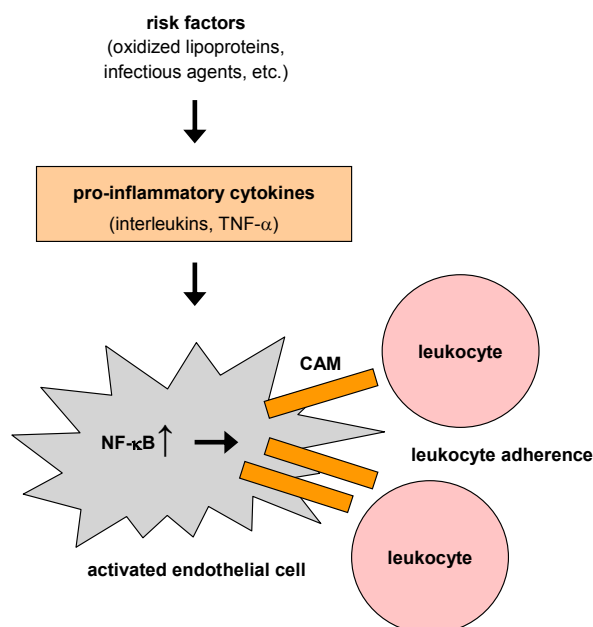 risk factors
(oxidized lipoproteins,
infectious agents, etc.)
pro-inflammatory cytokines
(interleukins, TNF-α)
CAM
leukocyte
NF-κB ↑
leukocyte adherence
leukocyte
activated endothelial cell